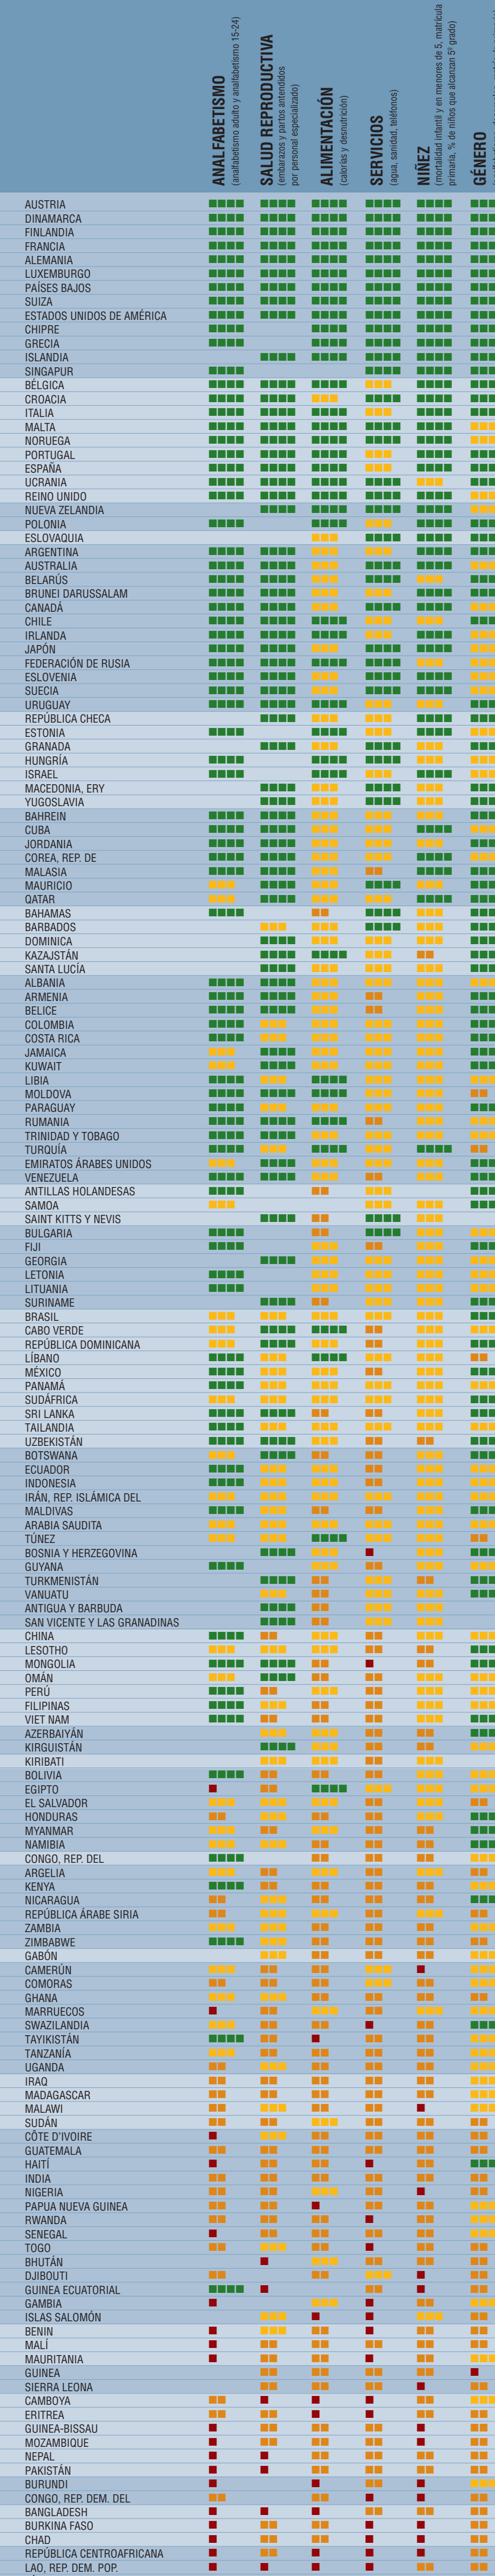 ANALFABETISMO
(analfabetismo adulto y analfabetismo 15-24)
SALUD REPRODUCTIVA
(embarazos y partos antendidos
por personal especializado)
ALIMENTACIÓN
(calorías y desnutrición)
SERVICIOS
(agua, sanidad, teléfonos)
NIÑEZ
(mortalidad infantil y en menores de 5, matrícula
primaria, % de niños que alcanzan 5º grado)
GÉNERO
AUSTRIA
DINAMARCA
FINLANDIA
FRANCIA
ALEMANIA
LUXEMBURGO
PAÍSES BAJOS
SUIZA
ESTADOS UNIDOS DE AMÉRICA
CHIPRE
GRECIA
ISLANDIA
SINGAPUR
BÉLGICA
CROACIA
ITALIA
MALTA
NORUEGA
PORTUGAL
ESPAÑA
UCRANIA
REINO UNIDO
NUEVA ZELANDIA
POLONIA
ESLOVAQUIA
ARGENTINA
AUSTRALIA
BELARÚS
BRUNEI DARUSSALAM
CANADÁ
CHILE
IRLANDA
JAPÓN
FEDERACIÓN DE RUSIA
ESLOVENIA
SUECIA
URUGUAY
REPÚBLICA CHECA
ESTONIA
GRANADA
HUNGRÍA
ISRAEL
MACEDONIA, ERY
YUGOSLAVIA
BAHREIN
CUBA
JORDANIA
COREA, REP. DE
MALASIA
MAURICIO
QATAR
BAHAMAS
BARBADOS
DOMINICA
KAZAJSTÁN
SANTA LUCÍA
ALBANIA
ARMENIA
BELICE
COLOMBIA
COSTA RICA
JAMAICA
KUWAIT
LIBIA
MOLDOVA
PARAGUAY
RUMANIA
TRINIDAD Y TOBAGO
TURQUÍA
EMIRATOS ÁRABES UNIDOS
VENEZUELA
ANTILLAS HOLANDESAS
SAMOA
SAINT KITTS Y NEVIS
BULGARIA
FIJI
GEORGIA
LETONIA
LITUANIA
SURINAME
BRASIL
CABO VERDE
REPÚBLICA DOMINICANA
LÍBANO
MÉXICO
PANAMÁ
SUDÁFRICA
SRI LANKA
TAILANDIA
UZBEKISTÁN
BOTSWANA
ECUADOR
INDONESIA
IRÁN, REP. ISLÁMICA DEL
MALDIVAS
ARABIA SAUDITA
TÚNEZ
BOSNIA Y HERZEGOVINA
GUYANA
TURKMENISTÁN
VANUATU
ANTIGUA Y BARBUDA
SAN VICENTE Y LAS GRANADINAS
CHINA
LESOTHO
MONGOLIA
OMÁN
PERÚ
FILIPINAS
VIET NAM
AZERBAIYÁN
KIRGUISTÁN
KIRIBATI
BOLIVIA
EGIPTO
EL SALVADOR
HONDURAS
MYANMAR
NAMIBIA
CONGO, REP. DEL
ARGELIA
KENYA
NICARAGUA
REPÚBLICA ÁRABE SIRIA
ZAMBIA
ZIMBABWE
GABÓN
CAMERÚN
COMORAS
GHANA
MARRUECOS
SWAZILANDIA
TAYIKISTÁN
TANZANÍA
UGANDA
IRAQ
MADAGASCAR
MALAWI
SUDÁN
CÔTE D'IVOIRE
GUATEMALA
HAITÍ
INDIA
NIGERIA
PAPUA NUEVA GUINEA
RWANDA
SENEGAL
TOGO
BHUTÁN
DJIBOUTI
GUINEA ECUATORIAL
GAMBIA
ISLAS SALOMÓN
BENIN
MALÍ
MAURITANIA
GUINEA
SIERRA LEONA
CAMBOYA
ERITREA
GUINEA-BISSAU
MOZAMBIQUE
NEPAL
PAKISTÁN
BURUNDI
CONGO, REP. DEM. DEL
BANGLADESH
BURKINA FASO
CHAD
REPÚBLICA CENTROAFRICANA
LAO, REP. DEM. POP.